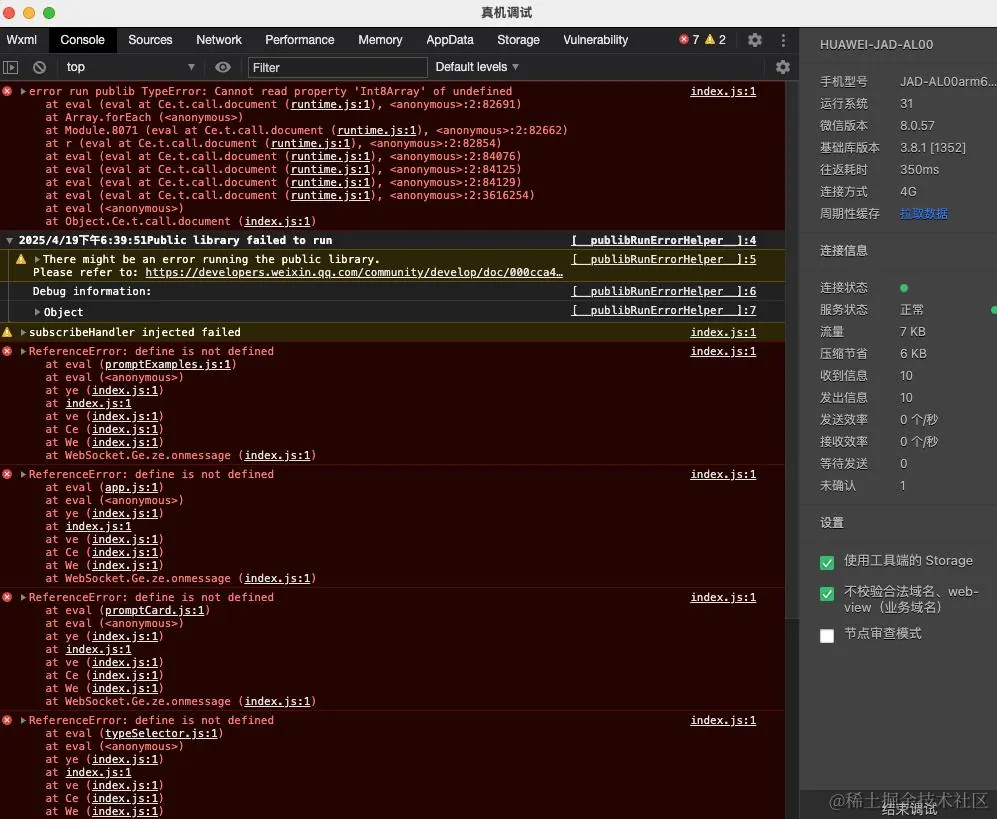 真机调试
Wxml Console Sources Network Performance Memory AppData Storage Vulnerability 7 2
top Filter Default levels
error run publib TypeError: Cannot read property 'Int8Array' of undefined index.js:1
at eval (eval at Ce.t.call.document (runtime.js:1), <anonymous>:2:82691)
at Array.forEach (<anonymous>)
at Module.8071 (eval at Ce.t.call.document (runtime.js:1), <anonymous>:2:82662)
at r (eval at Ce.t.call.document (runtime.js:1), <anonymous>:2:82854)
at eval (eval at Ce.t.call.document (runtime.js:1), <anonymous>:2:84076)
at eval (eval at Ce.t.call.document (runtime.js:1), <anonymous>:2:84125)
at eval (eval at Ce.t.call.document (runtime.js:1), <anonymous>:2:84129)
at eval (eval at Ce.t.call.document (runtime.js:1), <anonymous>:2:3616254)
at eval (<anonymous>)
at Object.Ce.t.call.document (index.js:1)
2025/4/19下午6:39:51Public library failed to run [__publibRunErrorHelper__]:4
There might be an error running the public library. [__publibRunErrorHelper__]:5
Please refer to: https://developers.weixin.qq.com/community/develop/doc/000cca4…
Debug information: [__publibRunErrorHelper__]:6
Object [__publibRunErrorHelper__]:7
subscribeHandler injected failed index.js:1
ReferenceError: define is not defined index.js:1
at eval (promptExamples.js:1)
at eval (<anonymous>)
at ye (index.js:1)
at index.js:1
at ve (index.js:1)
at Ce (index.js:1)
at We (index.js:1)
at WebSocket.Ge.ze.onmessage (index.js:1)
ReferenceError: define is not defined index.js:1
at eval (app.js:1)
at eval (<anonymous>)
at ye (index.js:1)
at index.js:1
at ve (index.js:1)
at Ce (index.js:1)
at We (index.js:1)
at WebSocket.Ge.ze.onmessage (index.js:1)
ReferenceError: define is not defined index.js:1
at eval (promptCard.js:1)
at eval (<anonymous>)
at ye (index.js:1)
at index.js:1
at ve (index.js:1)
at Ce (index.js:1)
at We (index.js:1)
at WebSocket.Ge.ze.onmessage (index.js:1)
ReferenceError: define is not defined index.js:1
at eval (typeSelector.js:1)
at eval (<anonymous>)
at ye (index.js:1)
at index.js:1
at ve (index.js:1)
at Ce (index.js:1)
at We (index.js:1)
HUAWEI-JAD-AL00
手机型号 JAD-AL00arm6...
运行系统 31
微信版本 8.0.57
基础库版本 3.8.1 [1352]
往返耗时 350ms
连接方式 4G
周期性缓存 拉取数据
连接信息
连接状态
服务状态 正常
流量 7 KB
压缩节省 6 KB
收到信息 10
发出信息 10
发送效率 0 个/秒
接收效率 0 个/秒
等待发送 0
未确认 1
设置
使用工具端的 Storage
不校验合法域名、web-
view（业务域名）
节点审查模式
@稀土掘金技术社区
结束调试